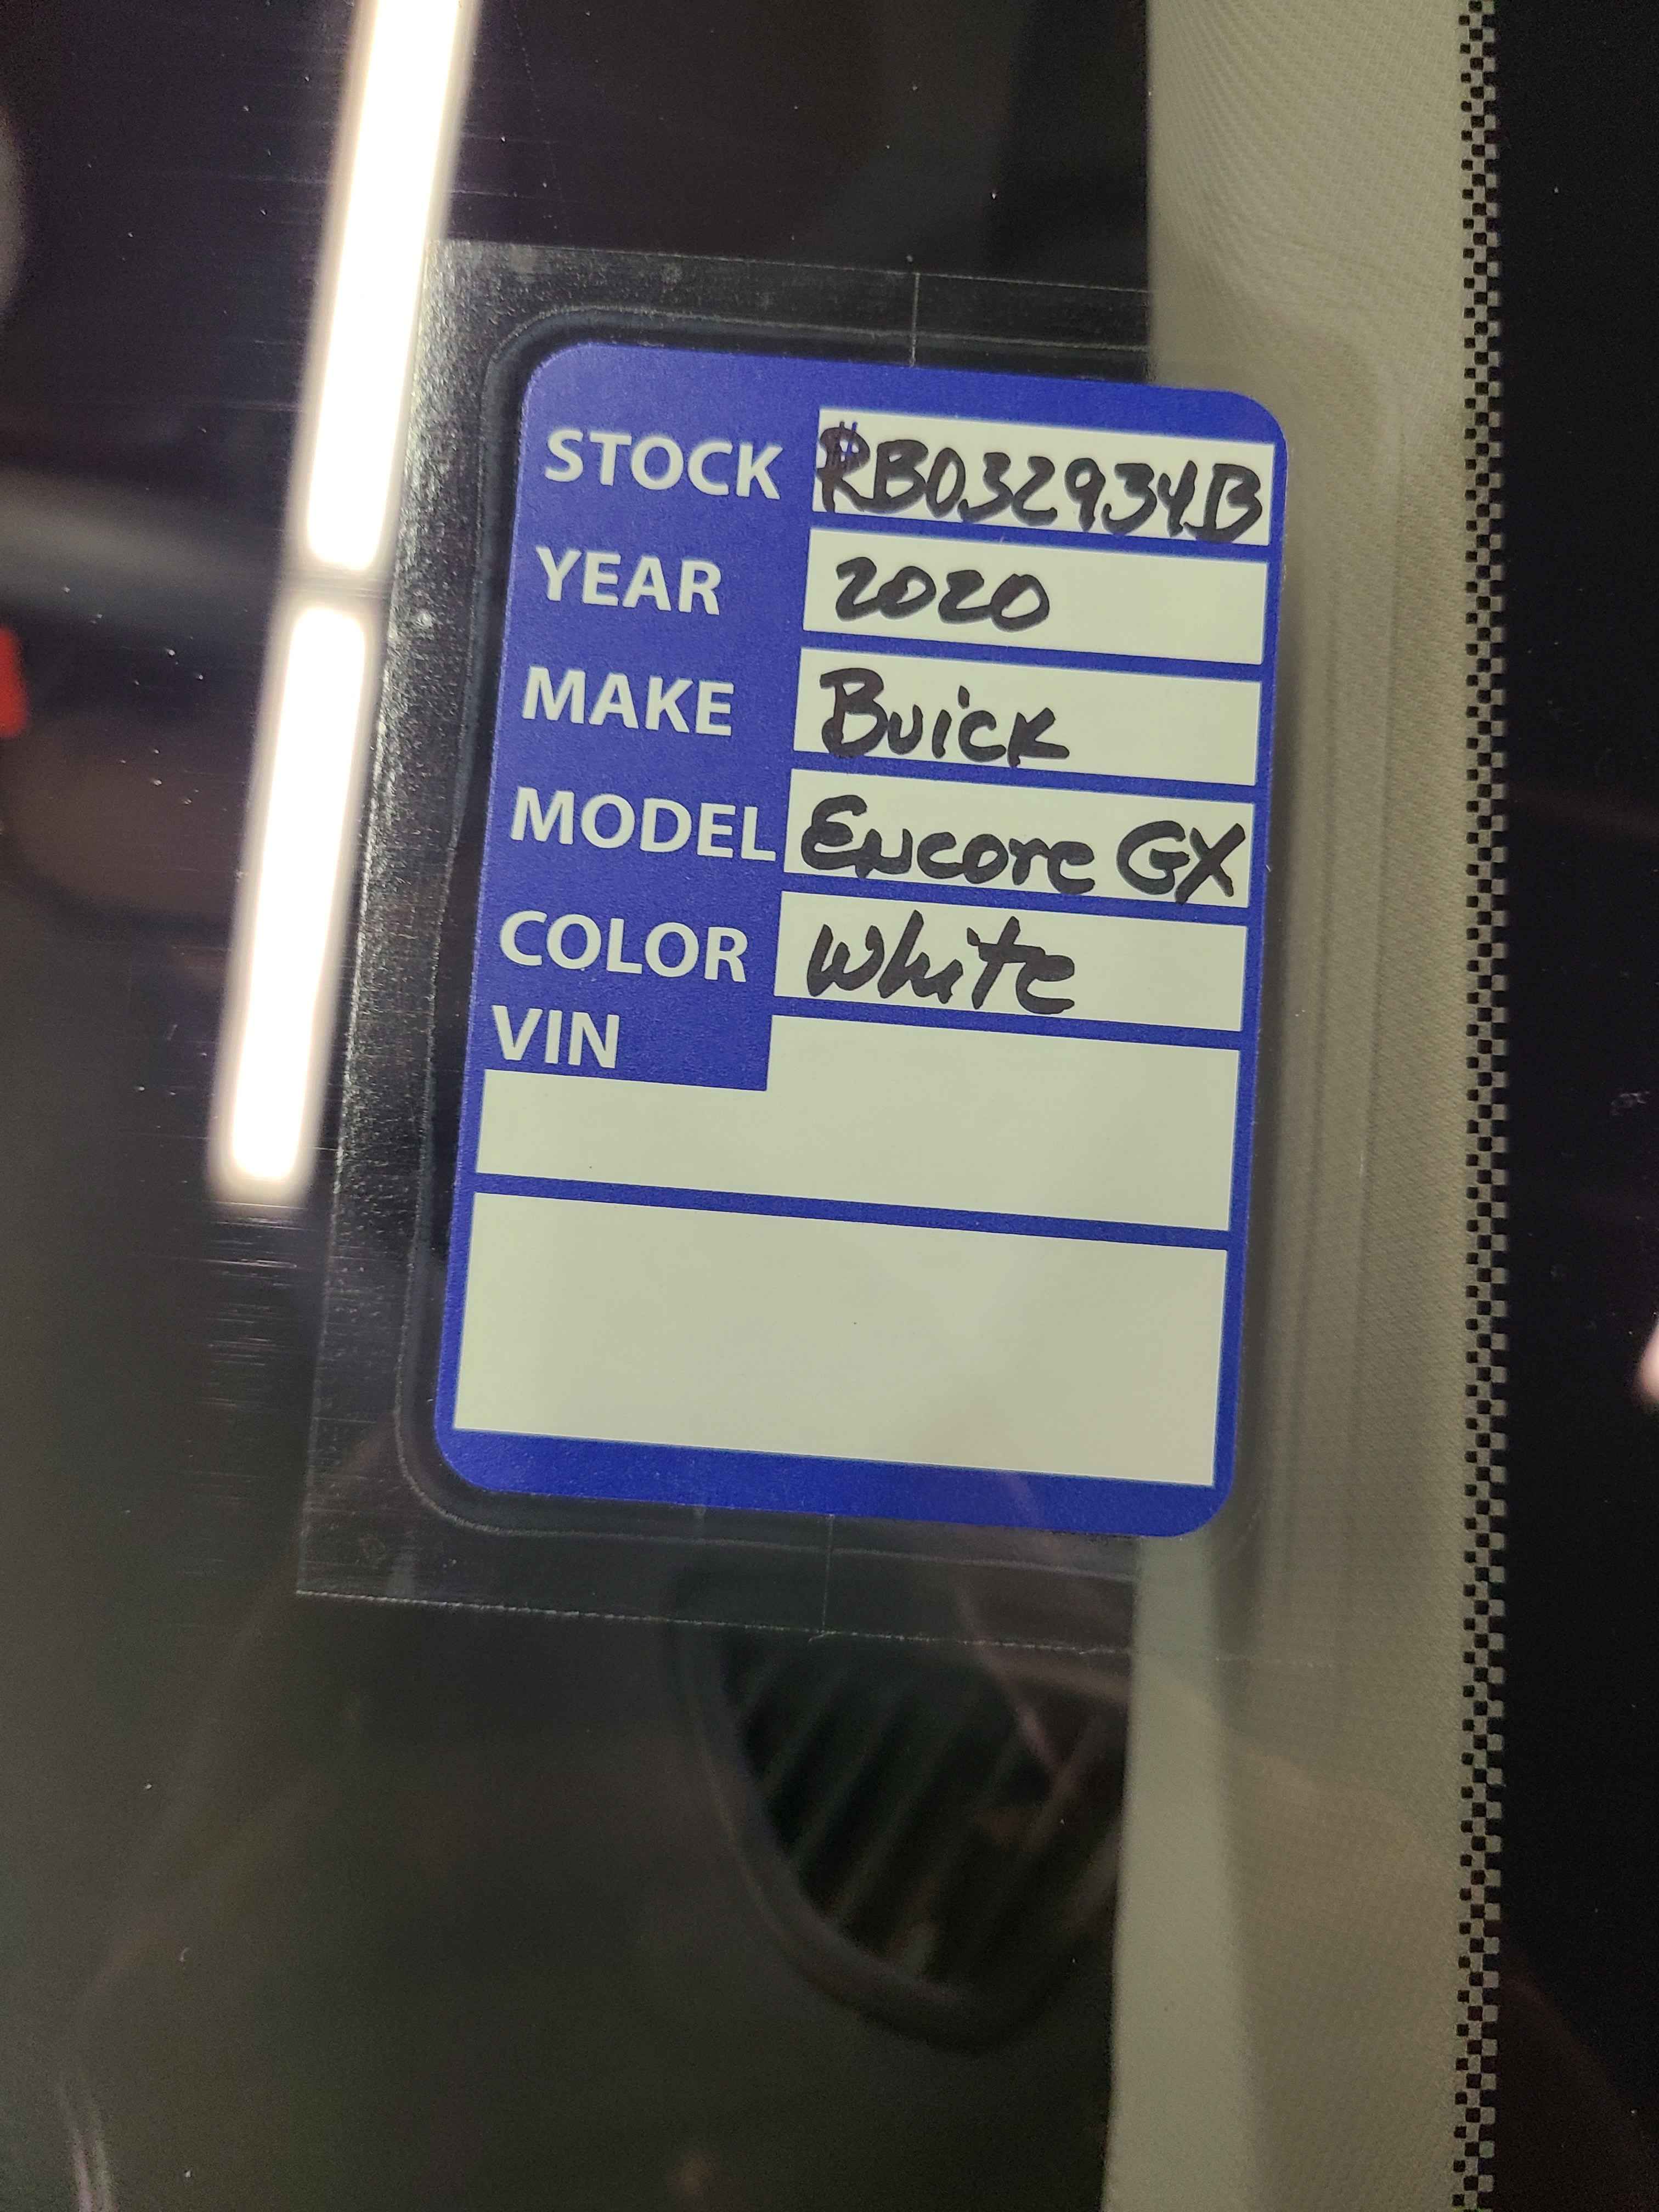 STOCK RB032934B
YEAR 2020
MAKE Buick
MODEL Encore GX
COLOR White
VIN